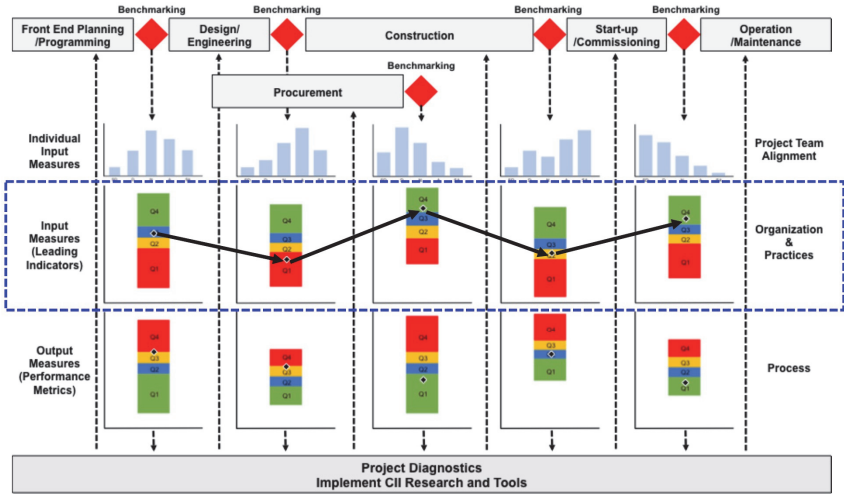 Benchmarking
Benchmarking
Benchmarking
Benchmarking
Front End Planning
/Programming
Design/
Engineering
Construction
Start-up
/Commissioning
Operation
/Maintenance
Benchmarking
Procurement
Individual
Input
Measures
Project Team
Alignment
Input
Measures
(Leading
Indicators)
Q4
Q2
Q1
Q4
Q3
Q2
Q1
Q4
Q3
Q2
Q1
Q4
Q3
Q1
Q4
Q3
Q2
Q1
Organization
&
Practices
Output
Measures
(Performance
Metrics)
Q4
Q3
Q2
Q1
Q4
Q3
Q2
Q1
Q4
Q3
Q2
Q1
Q4
Q3
Q2
Q1
Q4
Q3
Q2
Q1
Process
Project Diagnostics
Implement CII Research and Tools